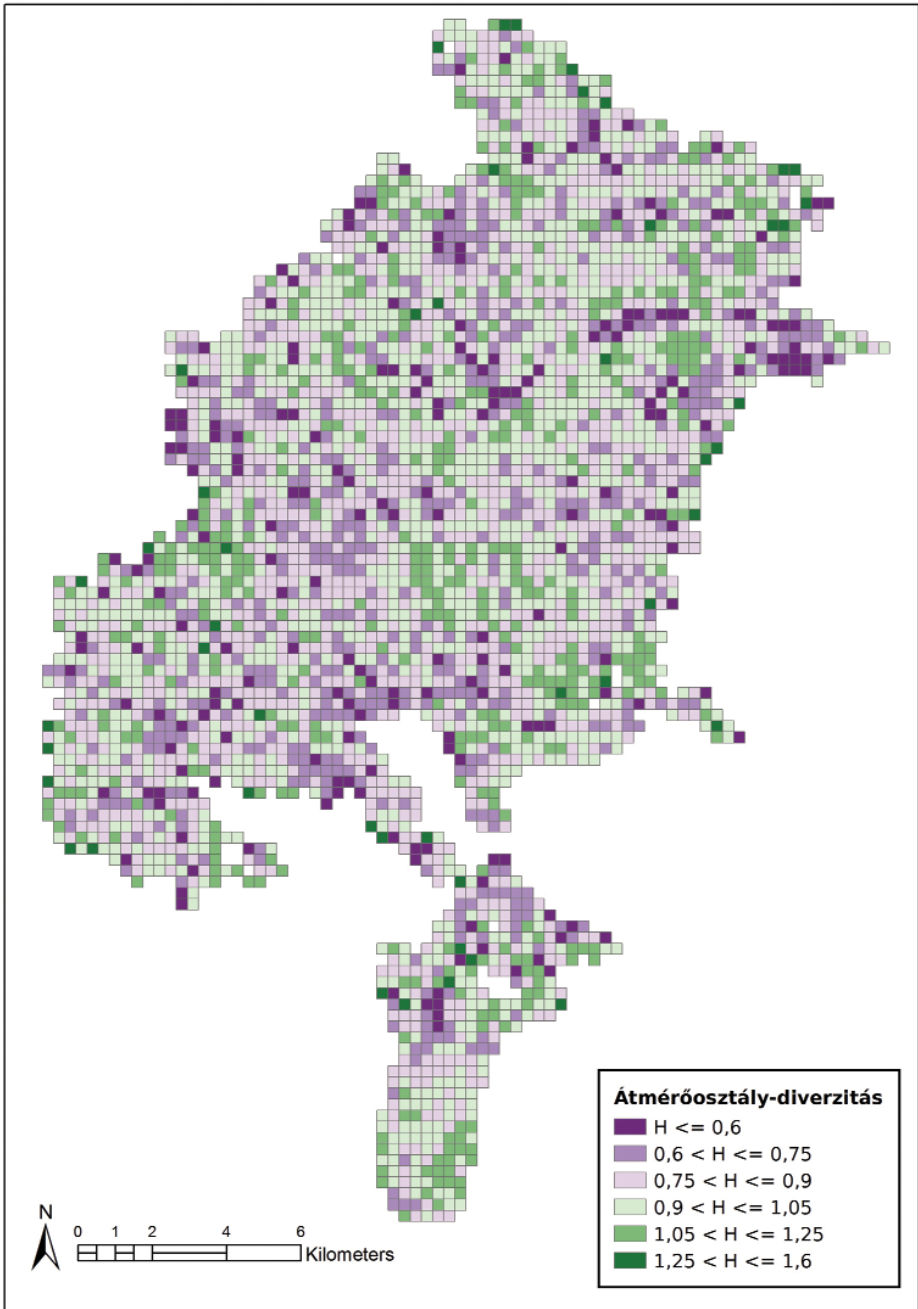 Átmérőosztály-diverzitás
H <= 0,6
0,6 < H <= 0,75
0,75 < H <= 0,9
0,9 < H <= 1,05
1,05 < H <= 1,25
1,25 < H <= 1,6
N
0 1 2 4 6
Kilometers